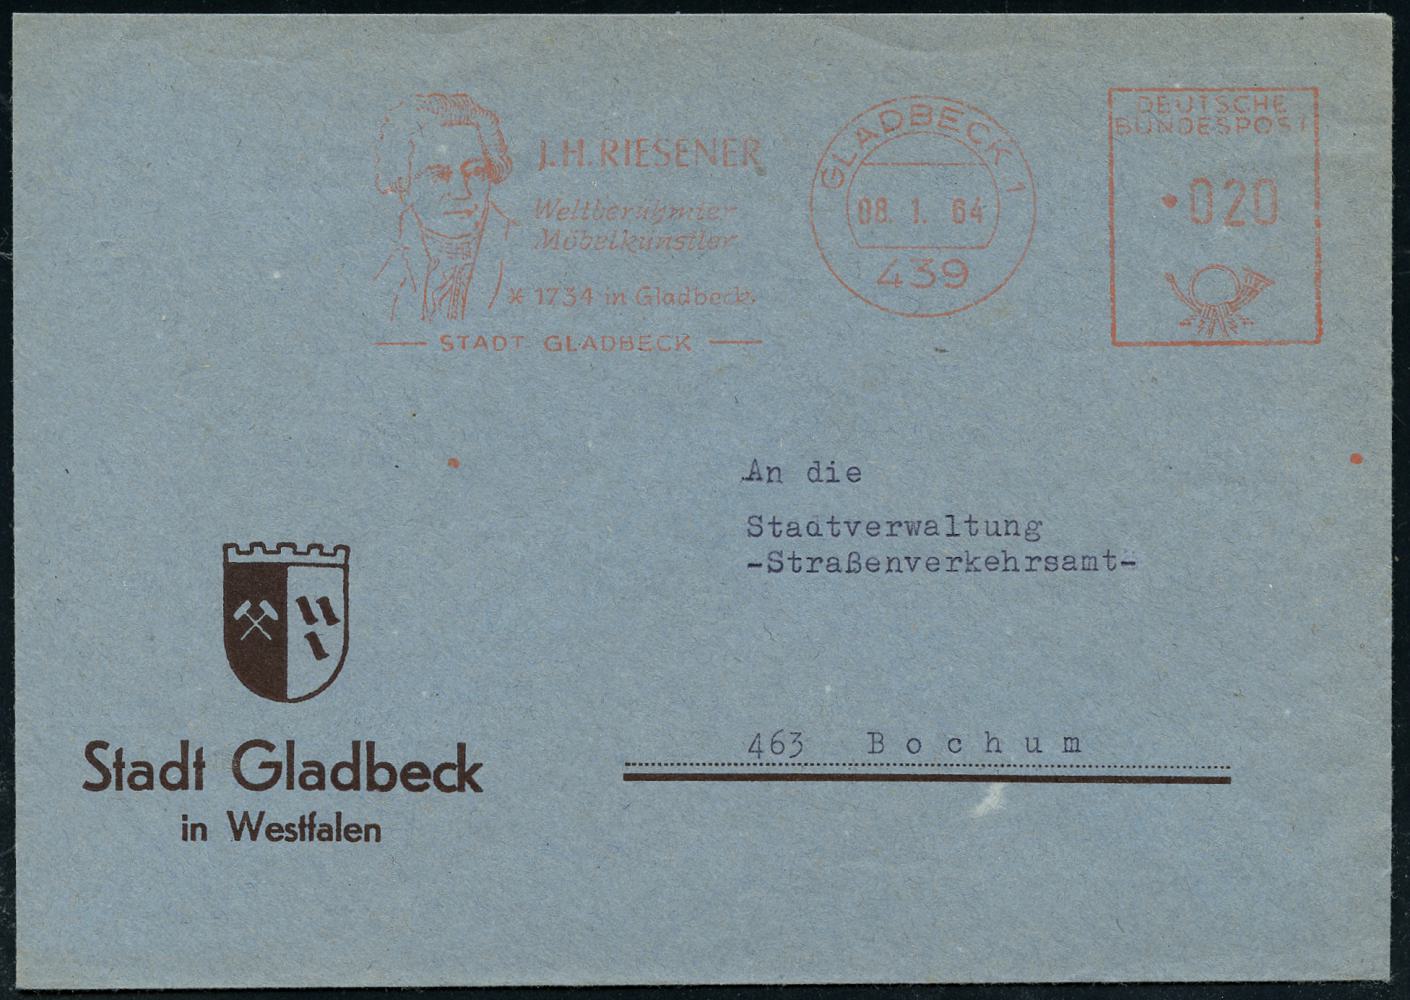 J.H. RIESENER
Weltberühmter
Möbelkünstler
* 1734 in Gladbeck.
STADT GLADBECK
GLADBECK 1
08. 1. 64
439
DEUTSCHE
BUNDESPOST
020
An die
Stadtverwaltung
-Straßenverkehrsamt-
463 Bochum
Stadt Gladbeck
in Westfalen